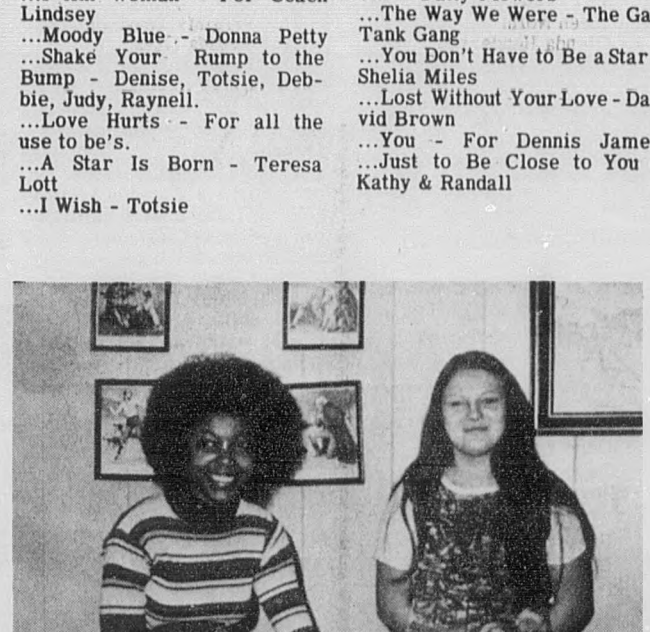 Lindsey
...Moody Blue - Donna Petty
...Shake Your Rump to the
Bump - Denise, Totsie, Deb-
bie, Judy, Raynell.
...Love Hurts - For all the
use to be's.
...A Star Is Born - Teresa
Lott
...I Wish - Totsie
...The Way We Were - The Ga
Tank Gang
...You Don't Have to Be a Star
Shelia Miles
...Lost Without Your Love - Da
vid Brown
...You - For Dennis Jame
...Just to Be Close to You
Kathy & Randall